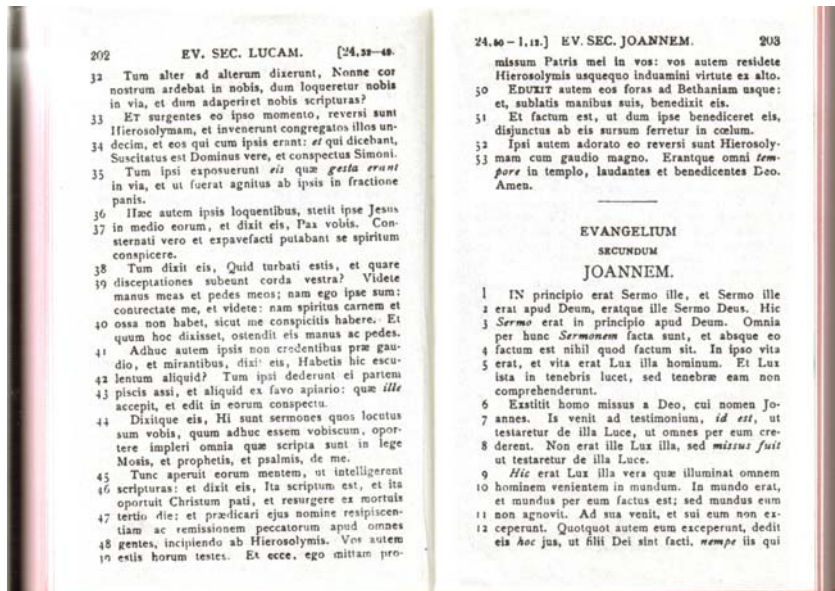 202 EV. SEC. LUCAM. [24,32—49.
32 Tum alter ad alterum dixerunt, Nonne cor
nostrum ardebat in nobis, dum loqueretur nobis
in via, et dum adaperiret nobis scripturas?
33 ET surgentes eo ipso momento, reversi sunt
Hierosolymam, et invenerunt congregatos illos un-
34 decim, et eos qui cum ipsis erant: et qui dicebant,
Suscitatus est Dominus vere, et conspectus Simoni.
35 Tum ipsi exposuerunt eis quæ gesta erant
in via, et ut fuerat agnitus ab ipsis in fractione
panis.
36 Hæc autem ipsis loquentibus, stetit ipse Jesus
37 in medio eorum, et dixit eis, Pax vobis. Con-
sternati vero et expavefacti putabant se spiritum
conspicere.
38 Tum dixit eis, Quid turbati estis, et quare
39 disceptationes subeunt corda vestra? Videte
manus meas et pedes meos; nam ego ipse sum:
contrectate me, et videte: nam spiritus carnem et
40 ossa non habet, sicut me conspicitis habere. Et
quum hoc dixisset, ostendit eis manus ac pedes.
41 Adhuc autem ipsis non credentibus præ gau-
dio, et mirantibus, dixit eis, Habetis hic escu-
42 lentum aliquid? Tum ipsi dederunt ei partem
43 piscis assi, et aliquid ex favo apiario: quæ ille
accepit, et edit in eorum conspectu.
44 Dixitque eis, Hi sunt sermones quos locutus
sum vobis, quum adhuc essem vobiscum, opor-
tere impleri omnia quæ scripta sunt in lege
Mosis, et prophetis, et psalmis, de me.
45 Tunc aperuit eorum mentem, ut intelligerent
46 scripturas: et dixit eis, Ita scriptum est, et ita
oportuit Christum pati, et resurgere ex mortuis
47 tertio die; et prædicari ejus nomine resipiscen-
tiam ac remissionem peccatorum apud omnes
48 gentes, incipiendo ab Hierosolymis. Vos autem
estis horum testes. Et ecce, ego mittam pro-
24,50—1,12.] EV. SEC. JOANNEM. 203
missum Patris mei in vos: vos autem residete
Hierosolymis usquequo induamini virtute ex alto.
50 EDUXIT autem eos foras ad Bethaniam usque;
et, sublatis manibus suis, benedixit eis.
51 Et factum est, ut dum ipse benediceret eis,
disjunctus ab eis sursum ferretur in cœlum.
52 Ipsi autem adorato eo reversi sunt Hierosoly-
53 mam cum gaudio magno. Erantque omni tem-
pore in templo, laudantes et benedicentes Deo.
Amen.
EVANGELIUM
SECUNDUM
JOANNEM.
1 IN principio erat Sermo ille, et Sermo ille
2 erat apud Deum, eratque ille Sermo Deus. Hic
3 Sermo erat in principio apud Deum. Omnia
per hunc Sermonem facta sunt, et absque eo
4 factum est nihil quod factum sit. In ipso vita
5 erat, et vita erat Lux illa hominum. Et Lux
ista in tenebris lucet, sed tenebræ eam non
comprehenderunt.
6 Exstitit homo missus a Deo, cui nomen Jo-
7 annes. Is venit ad testimonium, id est, ut
testaretur de illa Luce, ut omnes per eum cre-
8 derent. Non erat ille Lux illa, sed missus fuit
ut testaretur de illa Luce.
9 Hic erat Lux illa vera quæ illuminat omnem
10 hominem venientem in mundum. In mundo erat,
et mundus per eum factus est; sed mundus eum
11 non agnovit. Ad sua venit, et sui eum non ex-
12 ceperunt. Quotquot autem eum exceperunt, dedit
eis hoc jus, ut filii Dei sint facti, nempe iis qui